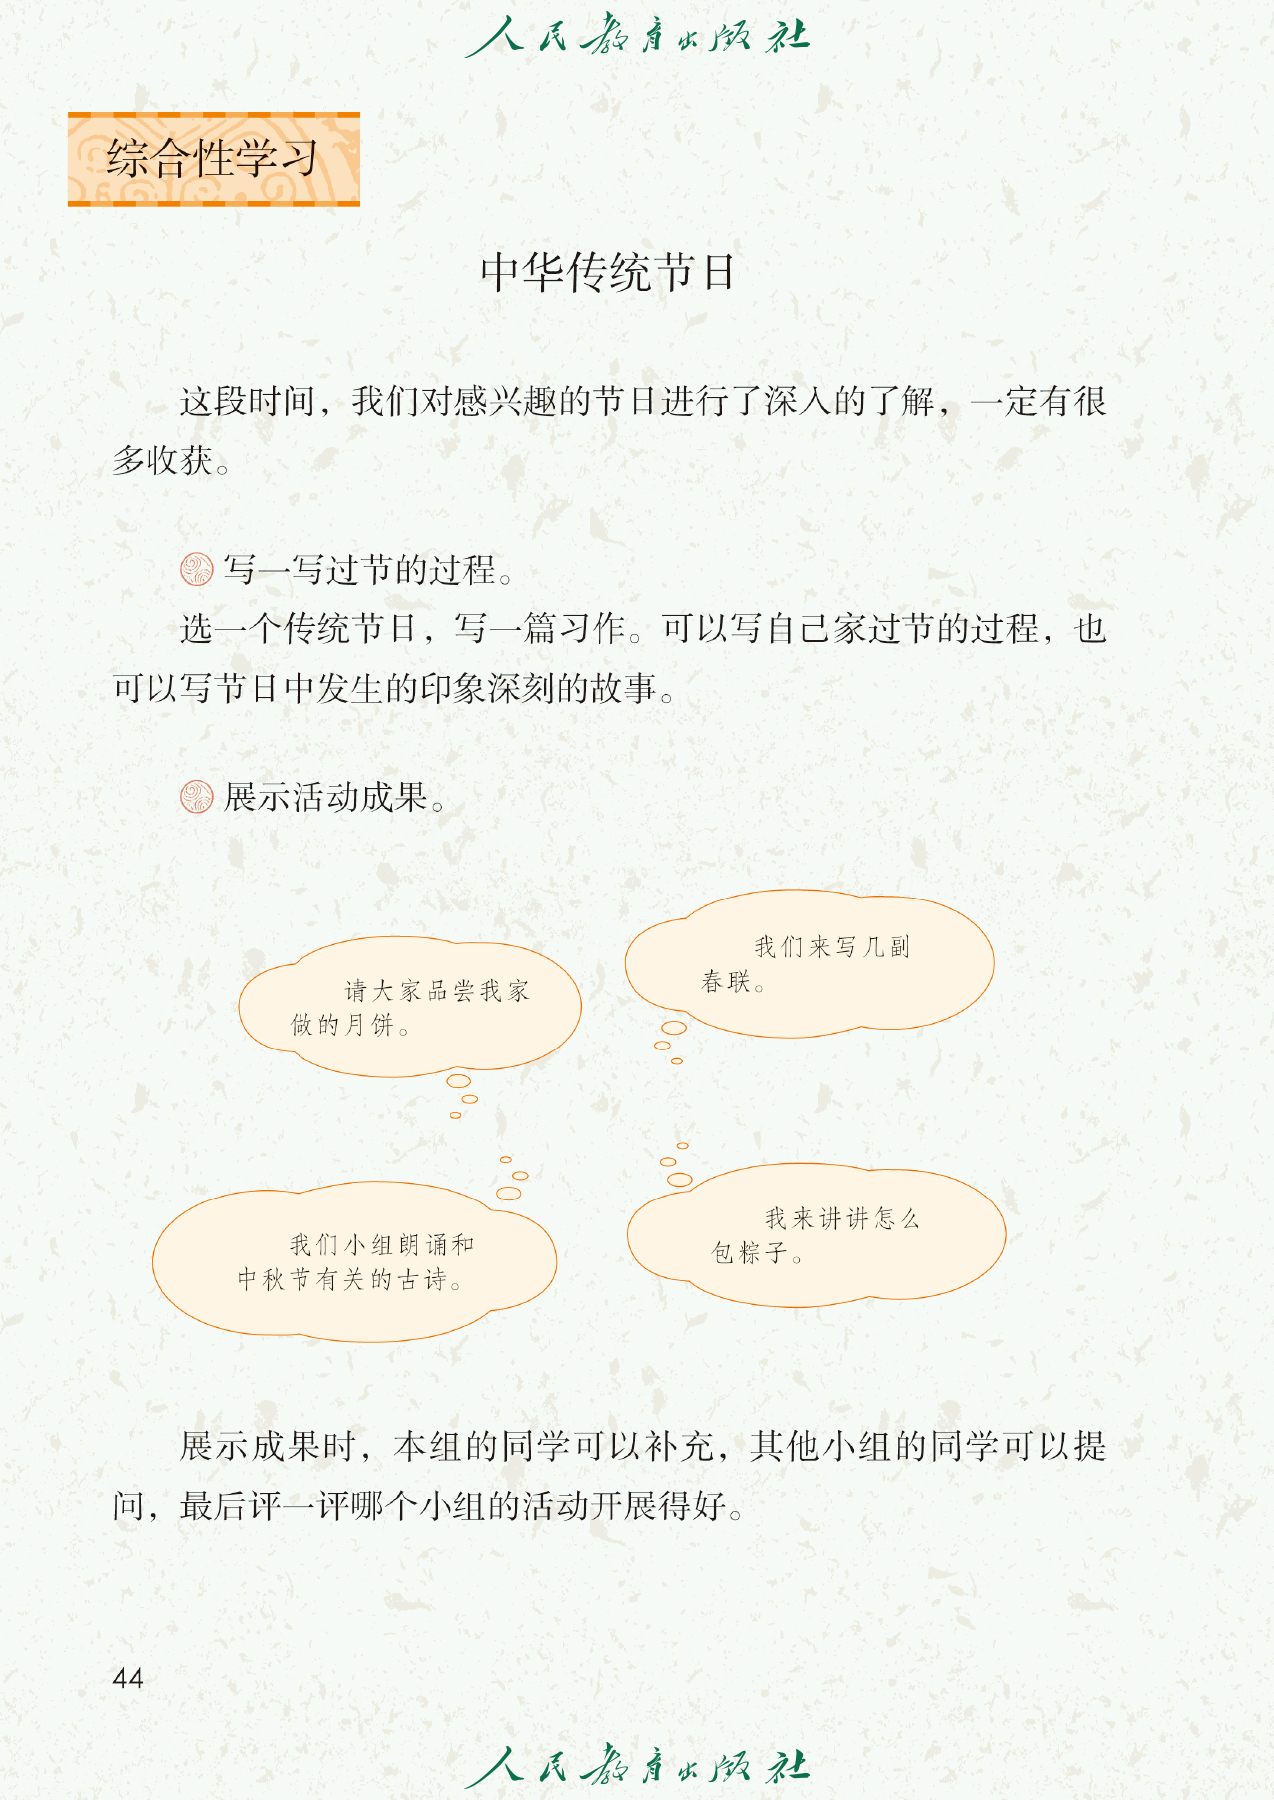 人民教育出版社
综合性学习
中华传统节日
这段时间，我们对感兴趣的节日进行了深入的了解，一定有很
多收获。
写一写过节的过程。
选一个传统节日，写一篇习作。可以写自己家过节的过程，也
可以写节日中发生的印象深刻的故事。
展示活动成果。
请大家品尝我家
做的月饼。
我们来写几副
春联。
我们小组朗诵和
中秋节有关的古诗。
我来讲讲怎么
包粽子。
展示成果时，本组的同学可以补充，其他小组的同学可以提
问，最后评一评哪个小组的活动开展得好。
44
人民教育出版社